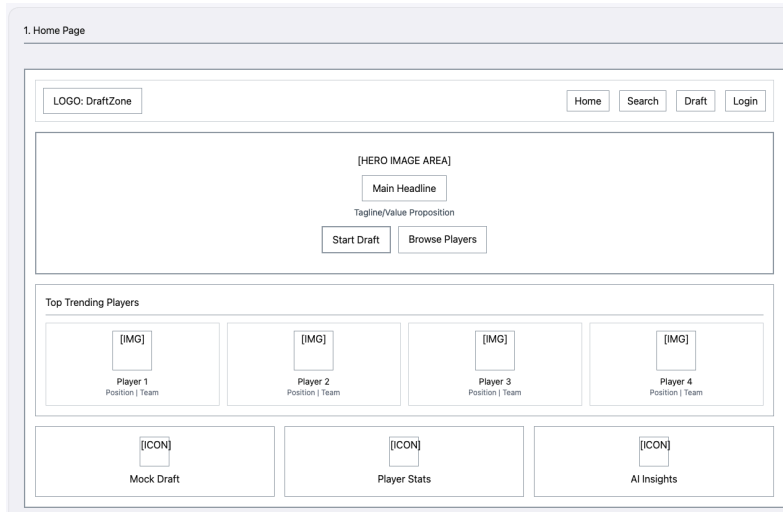 1. Home Page
LOGO: DraftZone
Home Search Draft Login
[HERO IMAGE AREA]
Main Headline
Tagline/Value Proposition
Start Draft Browse Players
Top Trending Players
[IMG] [IMG] [IMG] [IMG]
Player 1 Player 2 Player 3 Player 4
Position | Team Position | Team Position | Team Position | Team
[ICON] [ICON] [ICON]
Mock Draft Player Stats AI Insights